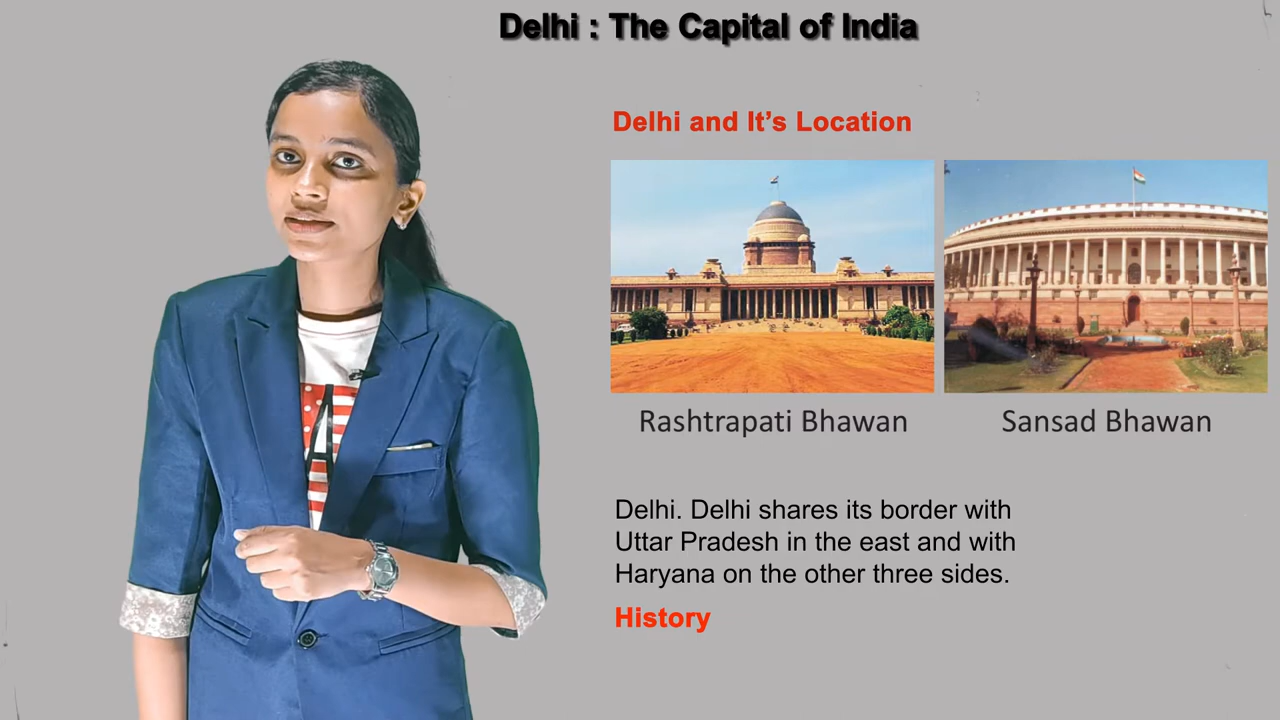 Delhi : The Capital of India
Delhi and It’s Location
Rashtrapati Bhawan
Sansad Bhawan
Delhi. Delhi shares its border with
Uttar Pradesh in the east and with
Haryana on the other three sides.
History